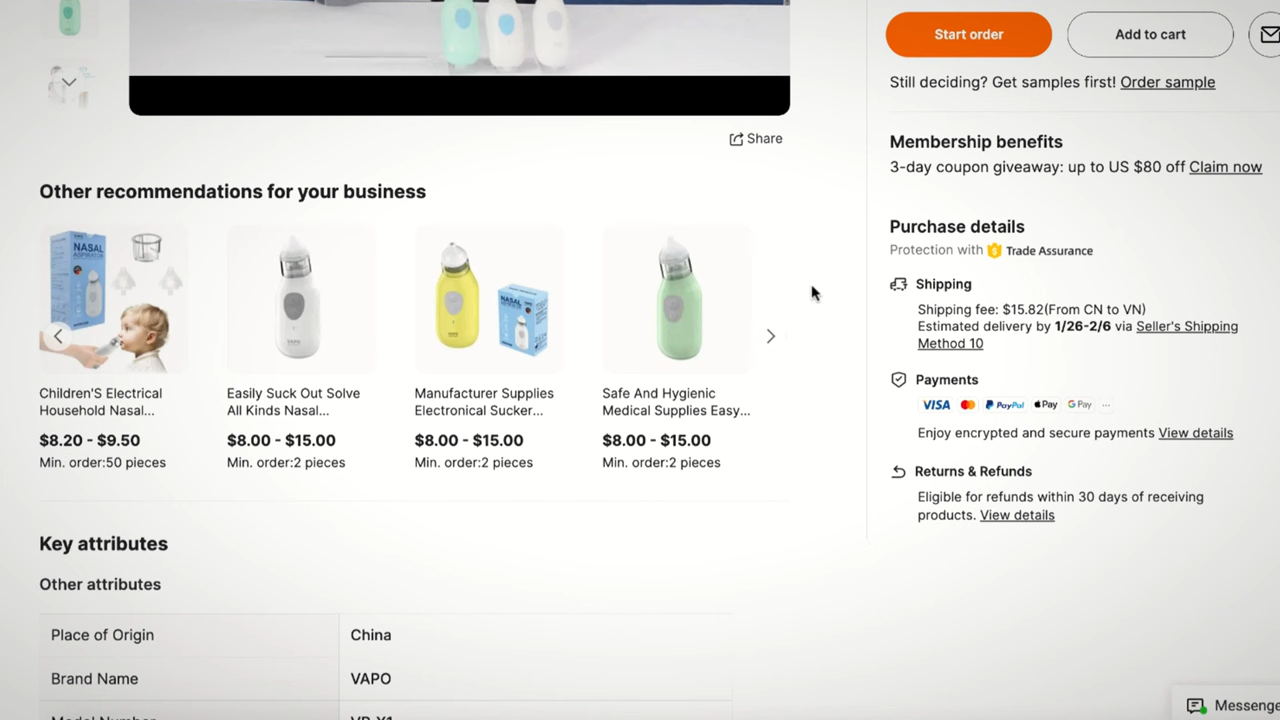 Start order
Add to cart
Still deciding? Get samples first! Order sample
Share
Membership benefits
3-day coupon giveaway: up to US $80 off Claim now
Other recommendations for your business
Purchase details
Protection with Trade Assurance
NASAL
ASPIRATOR
VAPO
NASAL
ASPIRATOR
Shipping
Shipping fee: $15.82(From CN to VN)
Estimated delivery by 1/26-2/6 via Seller's Shipping
Method 10
Payments
VISA PayPal Pay G Pay ...
Enjoy encrypted and secure payments View details
Children'S Electrical
Household Nasal...
$8.20 - $9.50
Min. order:50 pieces
Easily Suck Out Solve
All Kinds Nasal...
$8.00 - $15.00
Min. order:2 pieces
Manufacturer Supplies
Electronical Sucker...
$8.00 - $15.00
Min. order:2 pieces
Safe And Hygienic
Medical Supplies Easy...
$8.00 - $15.00
Min. order:2 pieces
Returns & Refunds
Eligible for refunds within 30 days of receiving
products. View details
Key attributes
Other attributes
Place of Origin China
Brand Name VAPO
Model Number VP-X1
Messenge